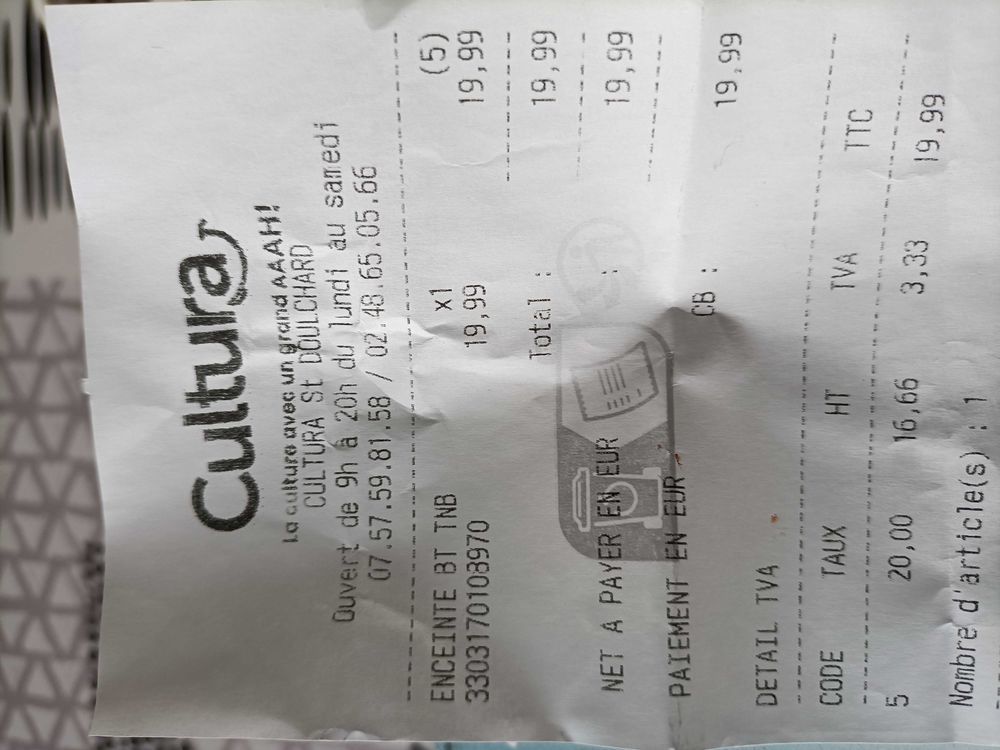 Cultura
La culture avec un grand AAAH!
CULTURA St DOULCHARD
Ouvert de 9h à 20h du lundi au samedi
07.57.59.81.58 / 02.48.65.05.66
ENCEINTE BT TNB x1 (5)
3303170108970 19,99 19,99
Total : 19,99
NET A PAYER EN EUR : 19,99
PAIEMENT EN EUR
CB : 19,99
DETAIL TVA
CODE TAUX HT TVA TTC
5 20,00 16,66 3,33 19,99
Nombre d'article(s) : 1